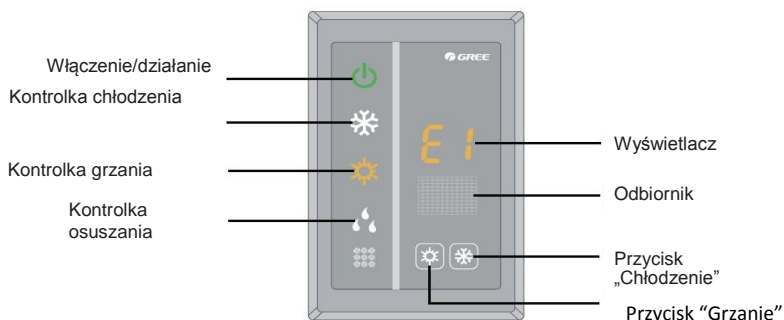 Włączenie/działanie
Kontrolka chłodzenia
Kontrolka grzania
Kontrolka
osuszania
GREE
E1
Wyświetlacz
Odbiornik
Przycisk
„Chłodzenie”
Przycisk “Grzanie”